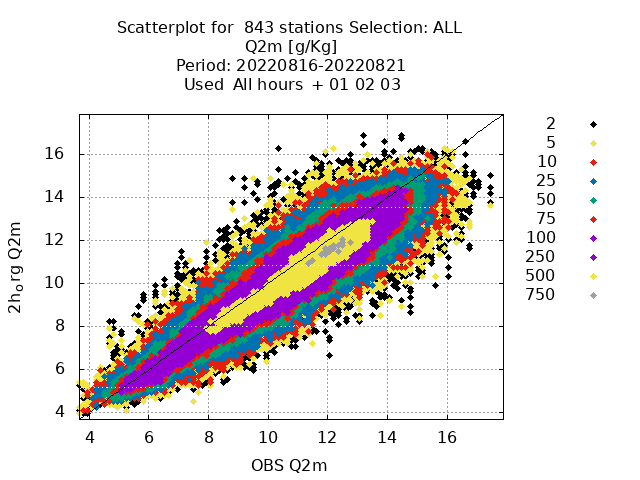 Scatterplot for  843 stations Selection: ALL
Q2m [g/Kg]
Period: 20220816-20220821
Used  All hours  + 01 02 03
2
5
10
25
50
75
100
250
500
750
16
14
12
10
8
6
4
2horg Q2m
4 6 8 10 12 14 16
OBS Q2m